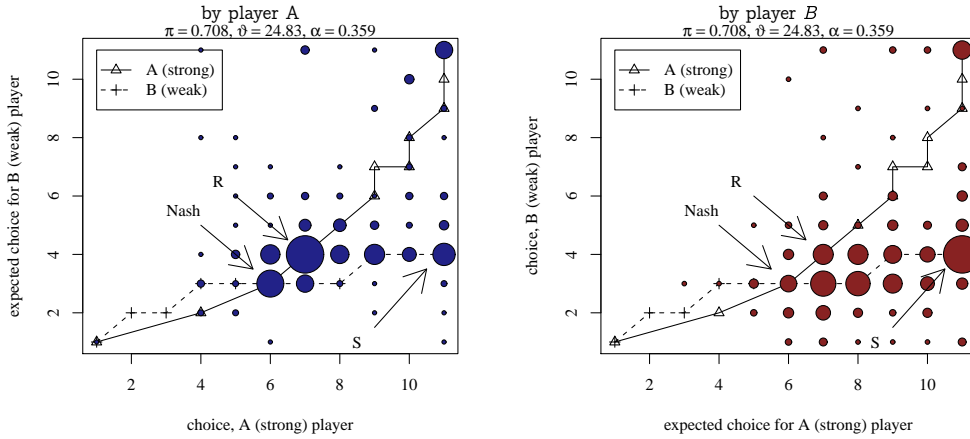 by player A
π = 0.708, ϑ = 24.83, α = 0.359
A (strong)
B (weak)
R
Nash
S
2 4 6 8 10
2 4 6 8 10
expected choice for B (weak) player
choice, A (strong) player
by player B
π = 0.708, ϑ = 24.83, α = 0.359
A (strong)
B (weak)
R
Nash
S
2 4 6 8 10
2 4 6 8 10
choice, B (weak) player
expected choice for A (strong) player